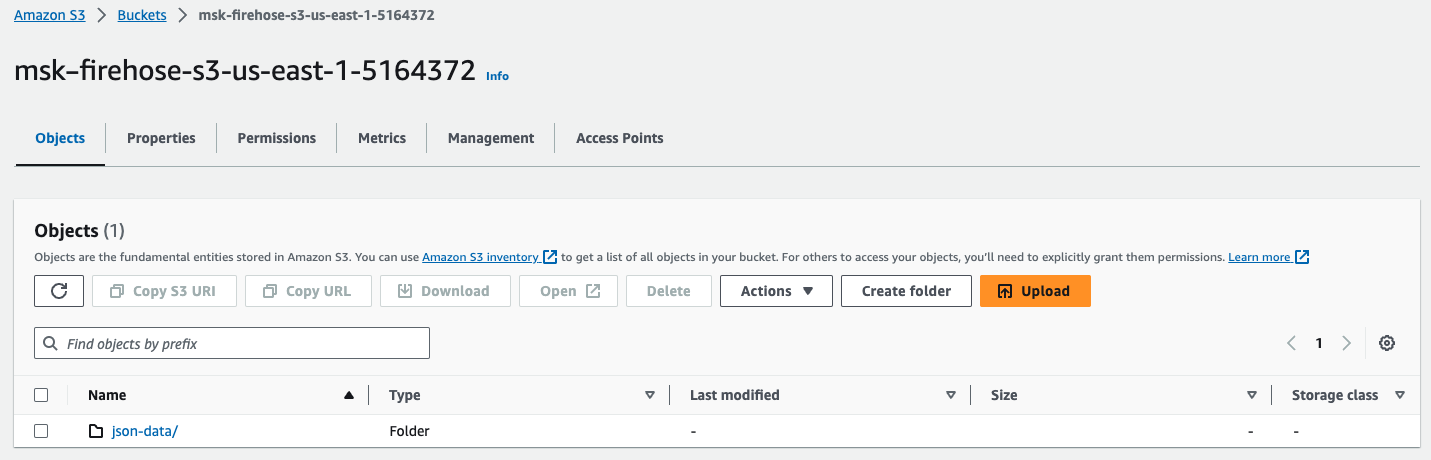 Amazon S3 > Buckets > msk-firehose-s3-us-east-1-5164372
msk-firehose-s3-us-east-1-5164372 Info
Objects Properties Permissions Metrics Management Access Points
Objects (1)
Objects are the fundamental entities stored in Amazon S3. You can use Amazon S3 inventory to get a list of all objects in your bucket. For others to access your objects, you'll need to explicitly grant them permissions. Learn more
Copy S3 URI Copy URL Download Open Delete Actions Create folder Upload
Find objects by prefix 1
Name Type Last modified Size Storage class
json-data/ Folder - - -